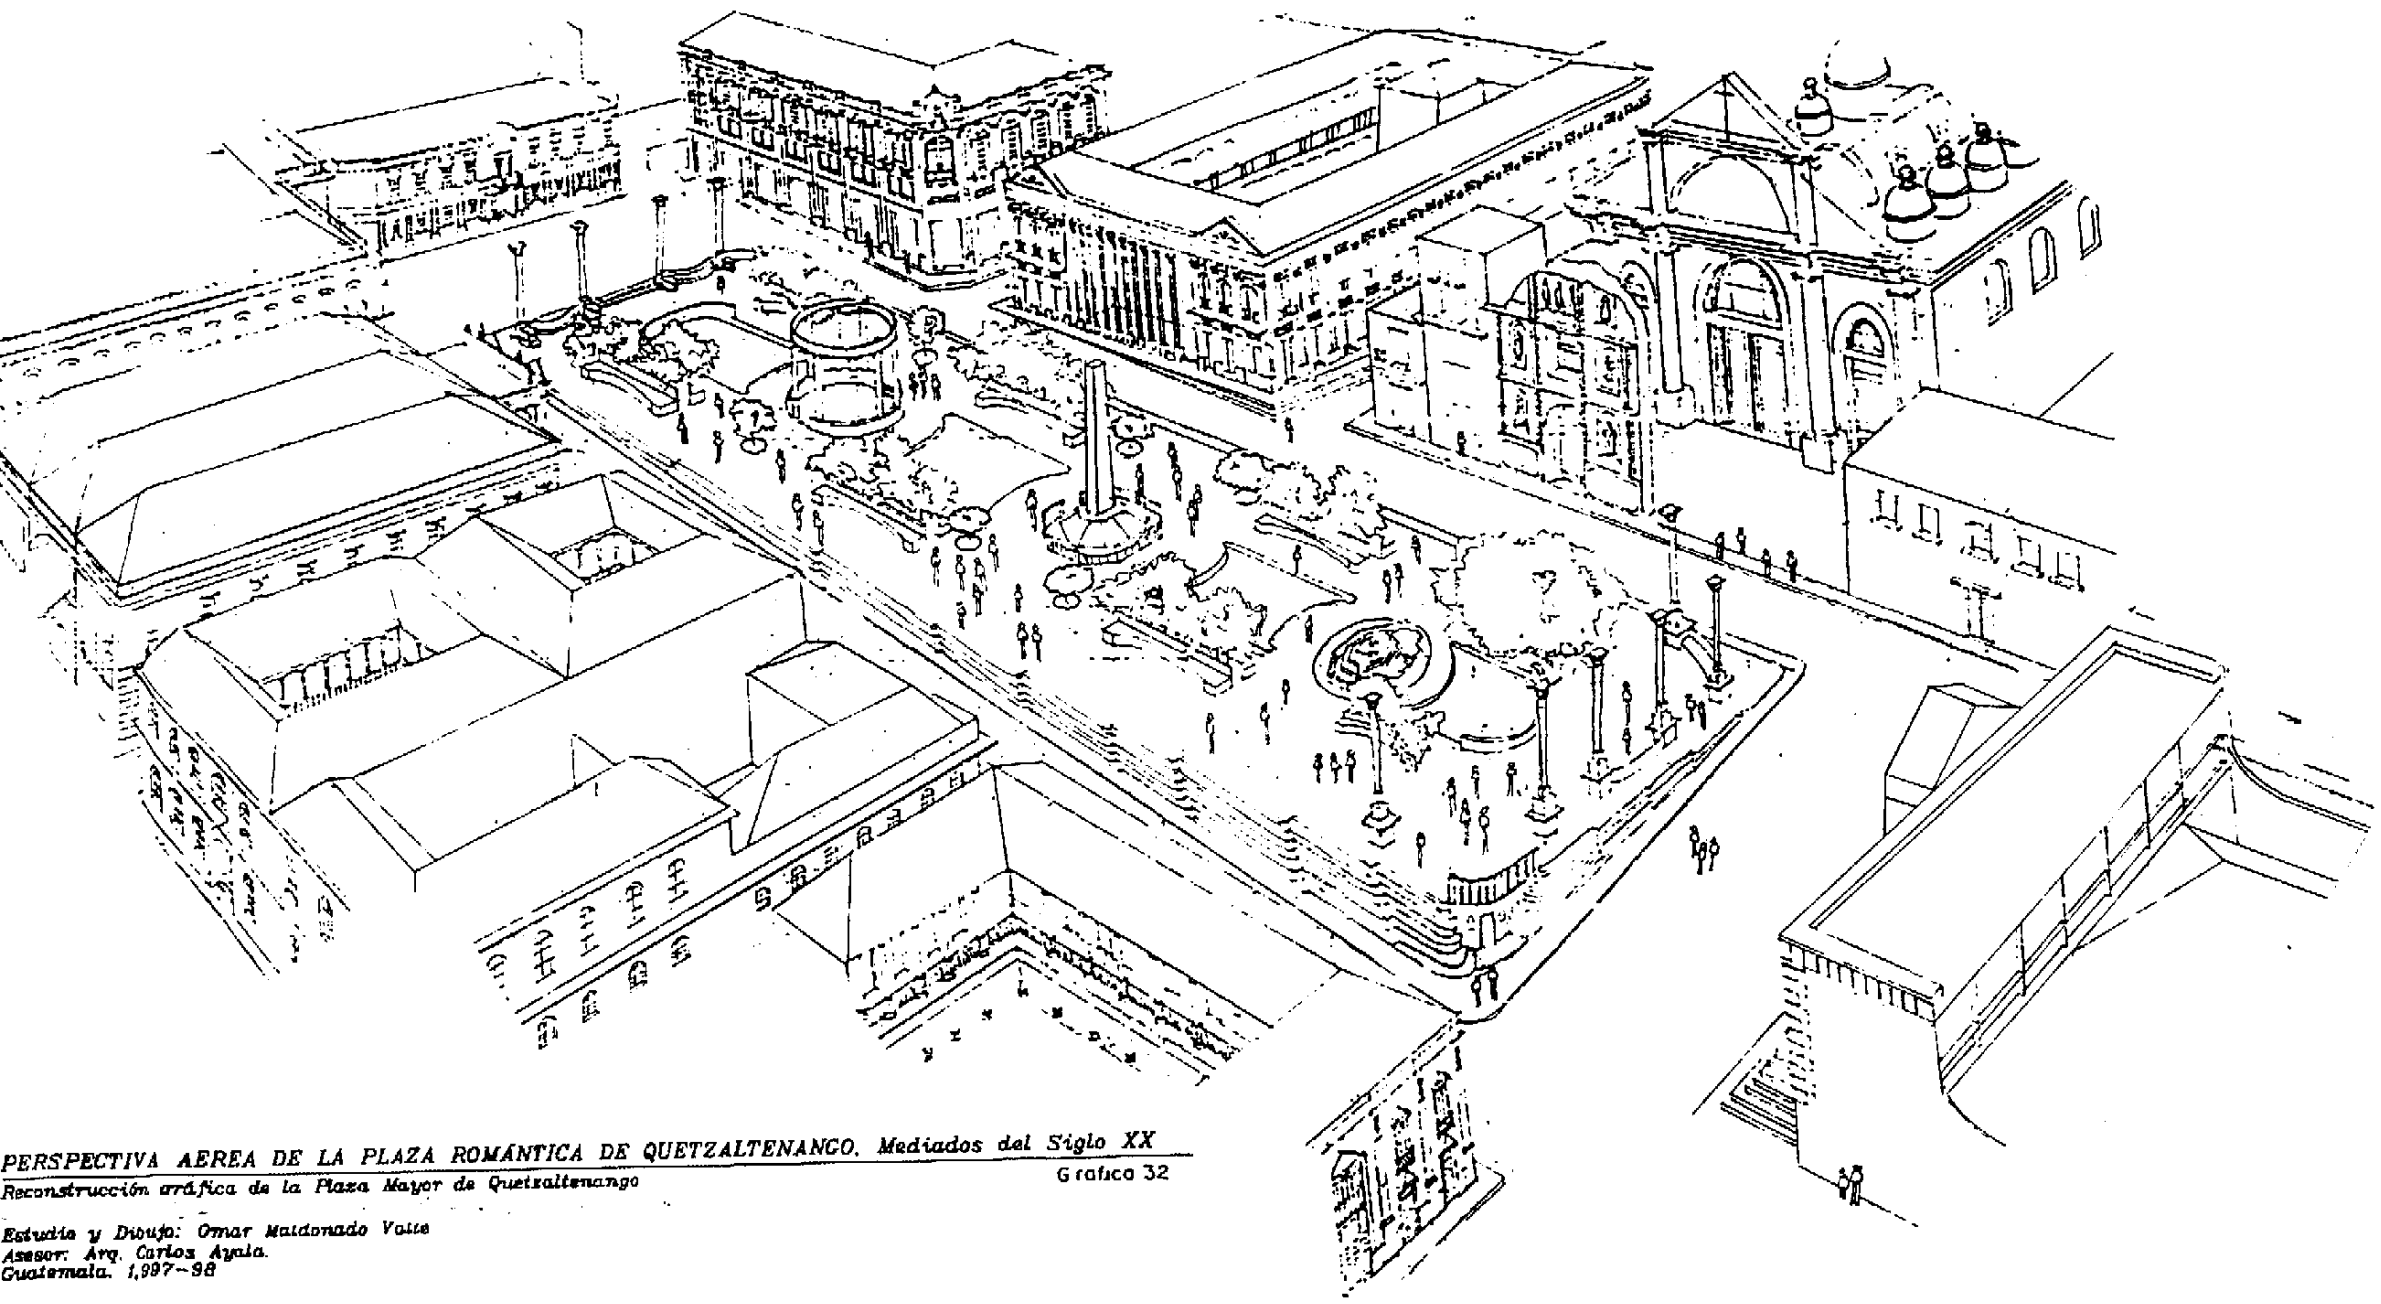 PERSPECTIVA AEREA DE LA PLAZA ROMÁNTICA DE QUETZALTENANGO. Mediados del Siglo XX
Reconstrucción gráfica de la Plaza Mayor de Quetzaltenango
Grafica 32
Estudio y Dibujo: Omar Maldonado Valle
Asesor: Arq. Carlos Ayala.
Guatemala. 1,997-98